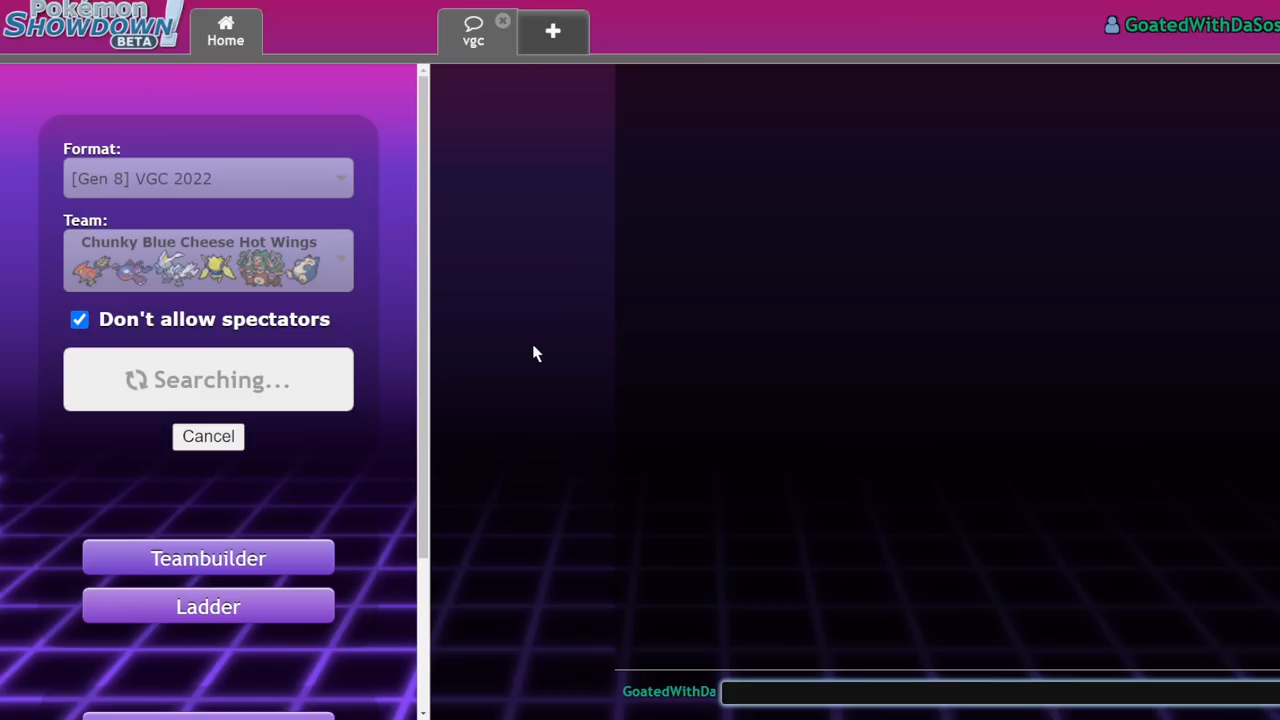 Pokémon
SHOWDOWN!
BETA
Home
vgc
GoatedWithDaSos
Format:
[Gen 8] VGC 2022
Team:
Chunky Blue Cheese Hot Wings
Don't allow spectators
Searching...
Cancel
Teambuilder
Ladder
GoatedWithDa